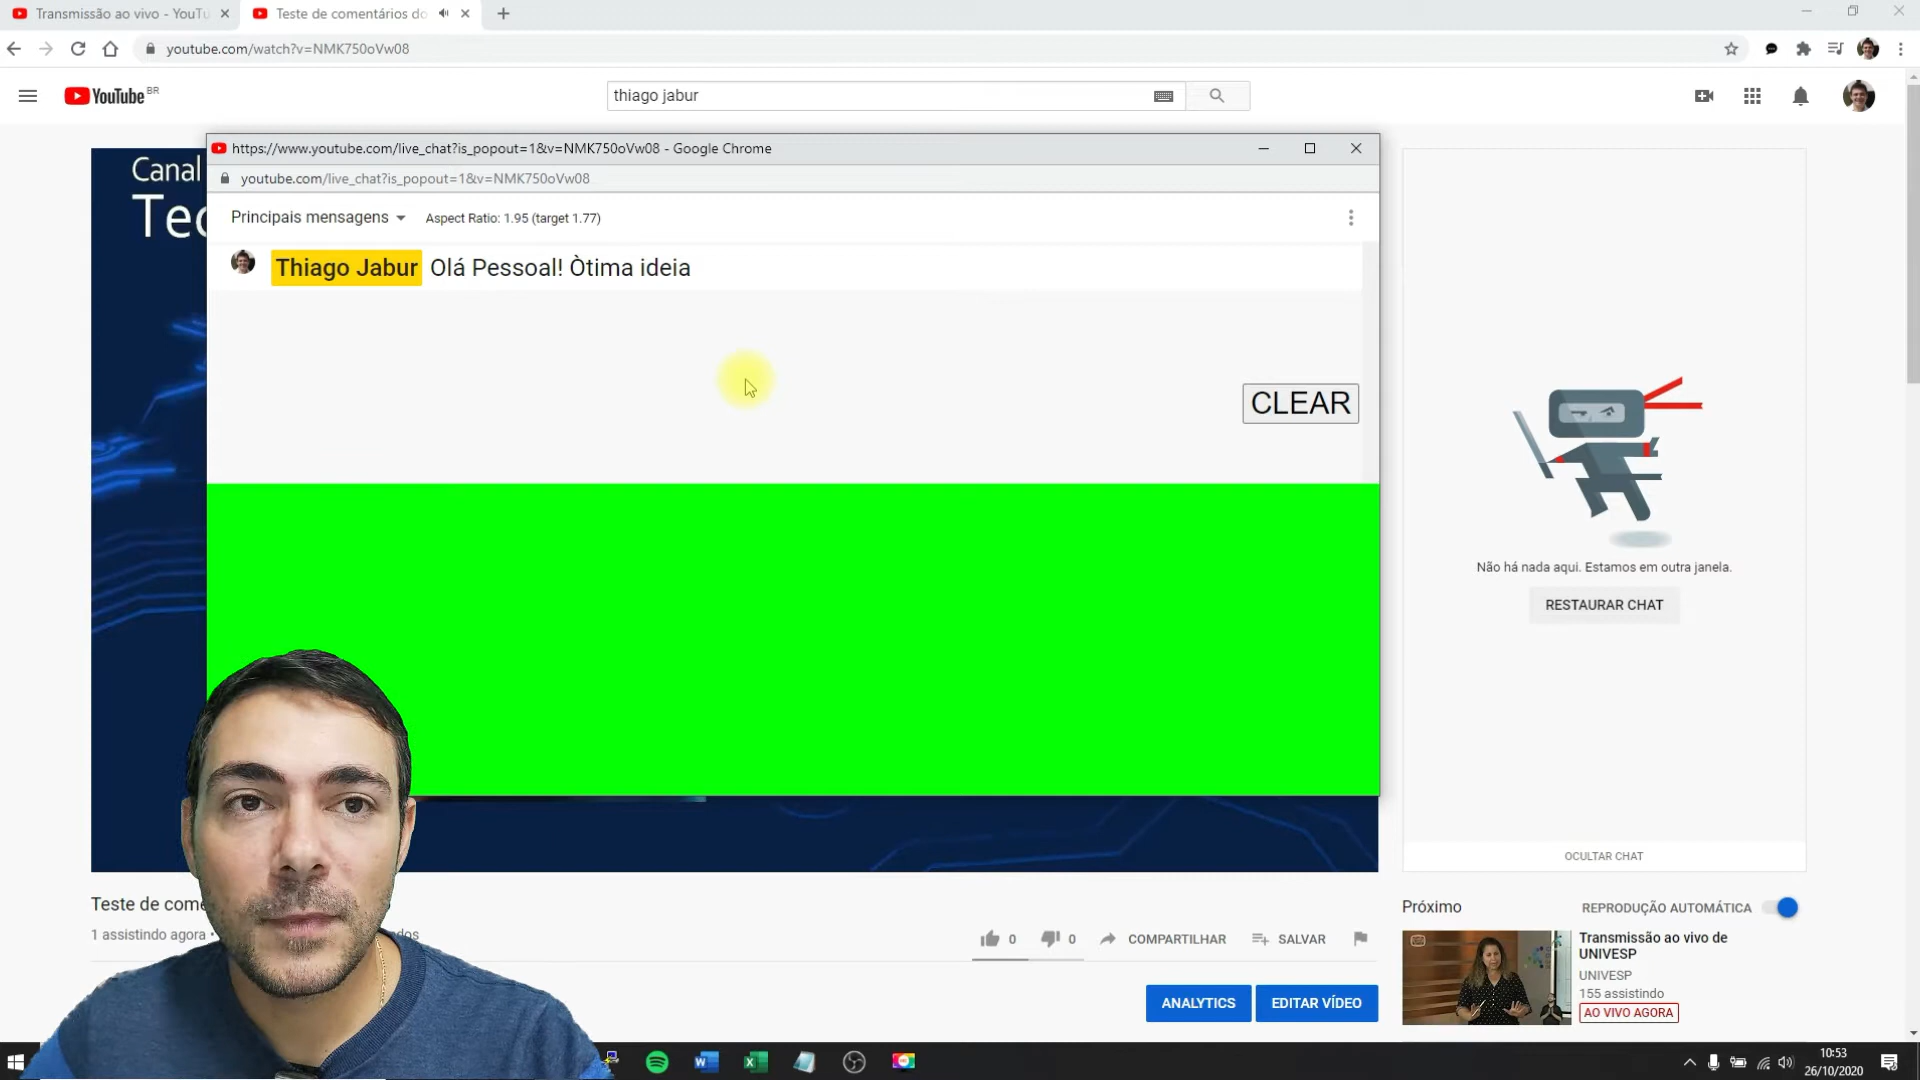 Transmissão ao vivo - YouTu
Teste de comentários do
youtube.com/watch?v=NMK750oVw08
YouTube BR
thiago jabur
Canal
Tec
https://www.youtube.com/live_chat?is_popout=1&v=NMK750oVw08 - Google Chrome
youtube.com/live_chat?is_popout=1&v=NMK750oVw08
Principais mensagens
Aspect Ratio: 1.95 (target 1.77)
Thiago Jabur Olá Pessoal! Òtima ideia
CLEAR
Não há nada aqui. Estamos em outra janela.
RESTAURAR CHAT
OCULTAR CHAT
Teste de come
1 assistindo agora •
dos
0
0
COMPARTILHAR
SALVAR
ANALYTICS
EDITAR VÍDEO
Próximo
REPRODUÇÃO AUTOMÁTICA
Transmissão ao vivo de
UNIVESP
UNIVESP
155 assistindo
AO VIVO AGORA
10:53
26/10/2020